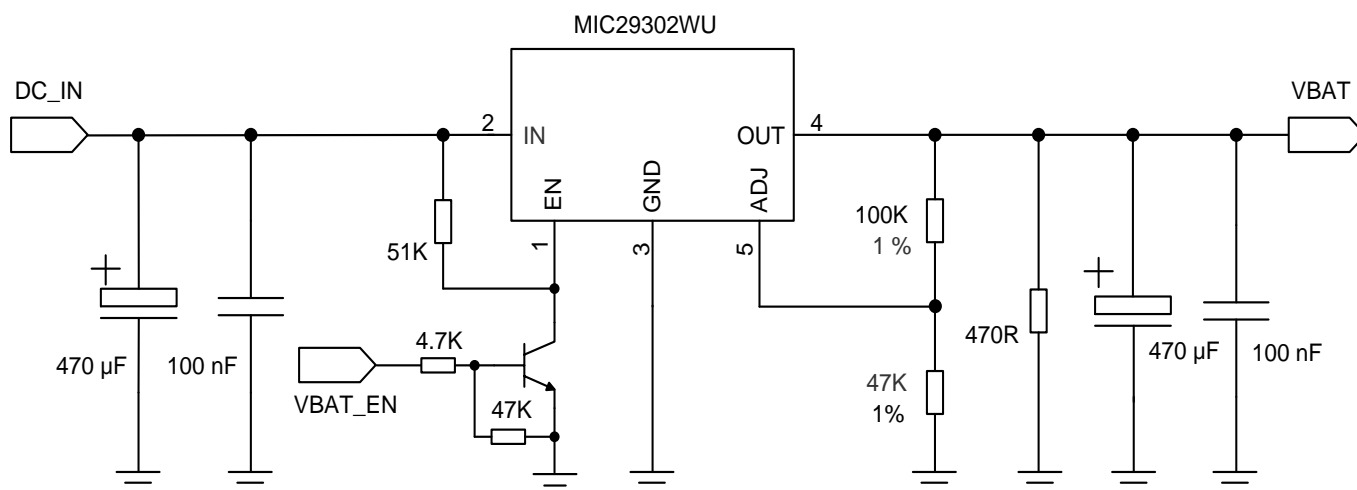 MIC29302WU
DC_IN
VBAT
2
IN
OUT
4
EN
GND
ADJ
1
3
5
51K
100K
1 %
+
470 µF
100 nF
4.7K
VBAT_EN
47K
47K
1%
470R
+
470 µF
100 nF